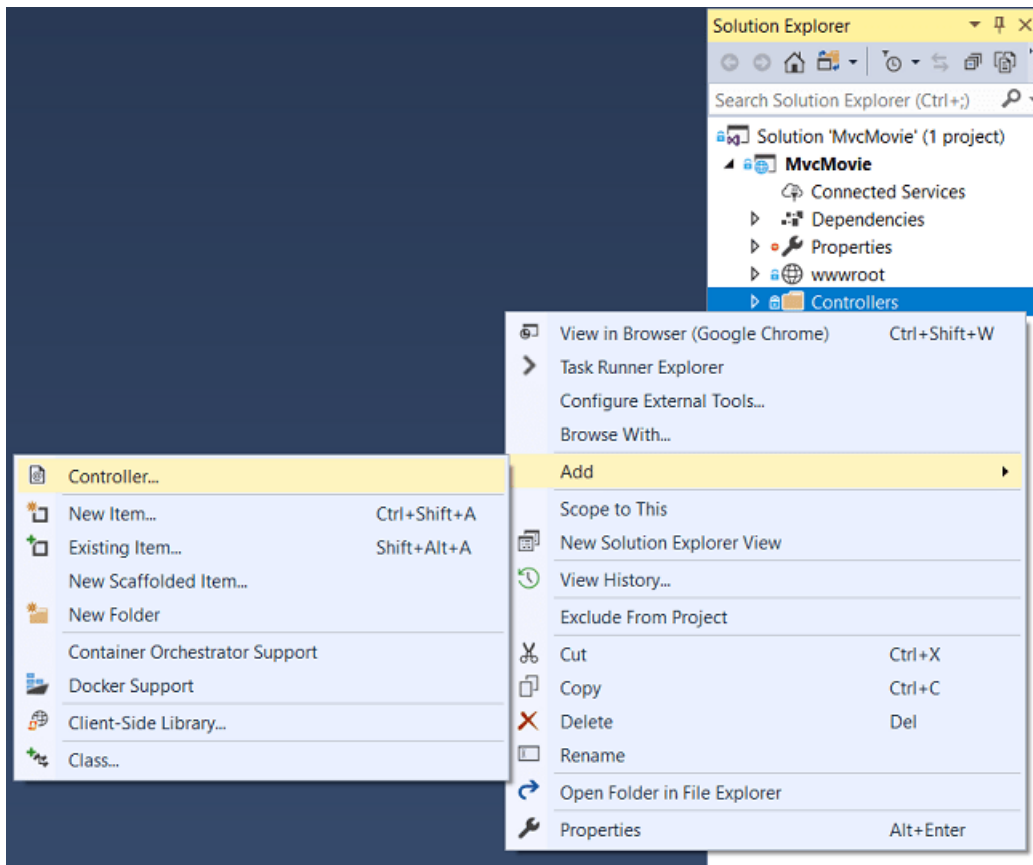 Solution Explorer
Search Solution Explorer (Ctrl+;)
Solution 'MvcMovie' (1 project)
MvcMovie
Connected Services
Dependencies
Properties
wwwroot
Controllers
View in Browser (Google Chrome) Ctrl+Shift+W
Task Runner Explorer
Configure External Tools...
Browse With...
Add
Scope to This
New Solution Explorer View
View History...
Exclude From Project
Cut Ctrl+X
Copy Ctrl+C
Delete Del
Rename
Open Folder in File Explorer
Properties Alt+Enter
Controller...
New Item... Ctrl+Shift+A
Existing Item... Shift+Alt+A
New Scaffolded Item...
New Folder
Container Orchestrator Support
Docker Support
Client-Side Library...
Class...